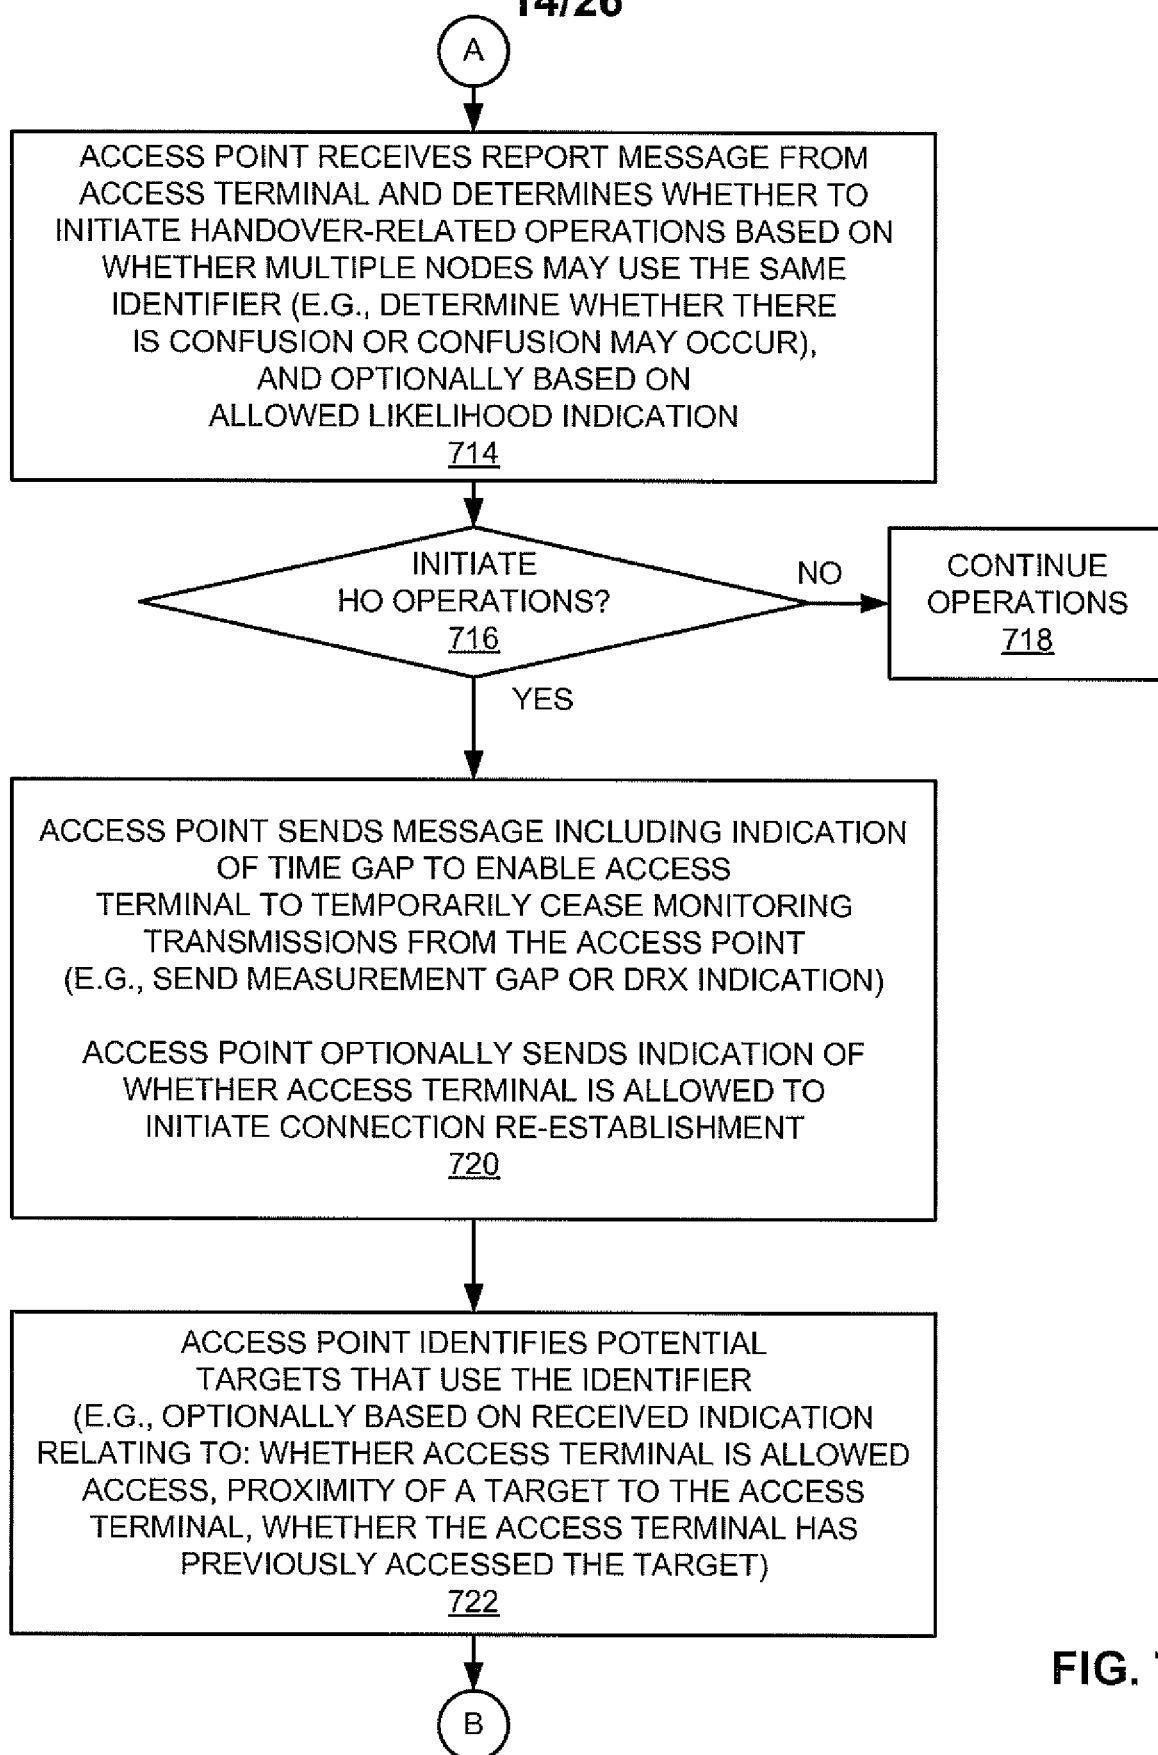 14/26
A
ACCESS POINT RECEIVES REPORT MESSAGE FROM
ACCESS TERMINAL AND DETERMINES WHETHER TO
INITIATE HANDOVER-RELATED OPERATIONS BASED ON
WHETHER MULTIPLE NODES MAY USE THE SAME
IDENTIFIER (E.G., DETERMINE WHETHER THERE
IS CONFUSION OR CONFUSION MAY OCCUR),
AND OPTIONALLY BASED ON
ALLOWED LIKELIHOOD INDICATION
714
INITIATE
HO OPERATIONS?
716
NO
CONTINUE
OPERATIONS
718
YES
ACCESS POINT SENDS MESSAGE INCLUDING INDICATION
OF TIME GAP TO ENABLE ACCESS
TERMINAL TO TEMPORARILY CEASE MONITORING
TRANSMISSIONS FROM THE ACCESS POINT
(E.G., SEND MEASUREMENT GAP OR DRX INDICATION)
ACCESS POINT OPTIONALLY SENDS INDICATION OF
WHETHER ACCESS TERMINAL IS ALLOWED TO
INITIATE CONNECTION RE-ESTABLISHMENT
720
ACCESS POINT IDENTIFIES POTENTIAL
TARGETS THAT USE THE IDENTIFIER
(E.G., OPTIONALLY BASED ON RECEIVED INDICATION
RELATING TO: WHETHER ACCESS TERMINAL IS ALLOWED
ACCESS, PROXIMITY OF A TARGET TO THE ACCESS
TERMINAL, WHETHER THE ACCESS TERMINAL HAS
PREVIOUSLY ACCESSED THE TARGET)
722
FIG.
B